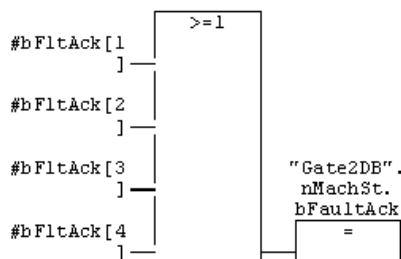 >=1
#bFltAck[1
]
#bFltAck[2
]
#bFltAck[3
]
#bFltAck[4
]
"Gate2DB".
nMachSt.
bFaultAck
=